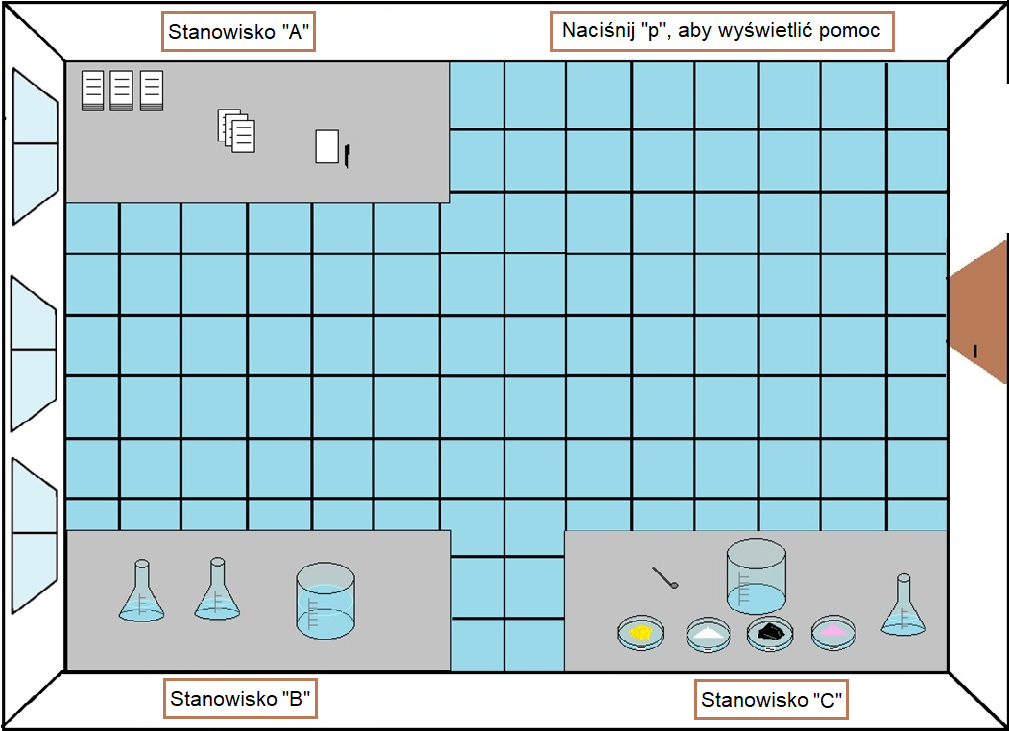 Stanowisko "A"
Naciśnij "p", aby wyświetlić pomoc
Stanowisko "B"
Stanowisko "C"